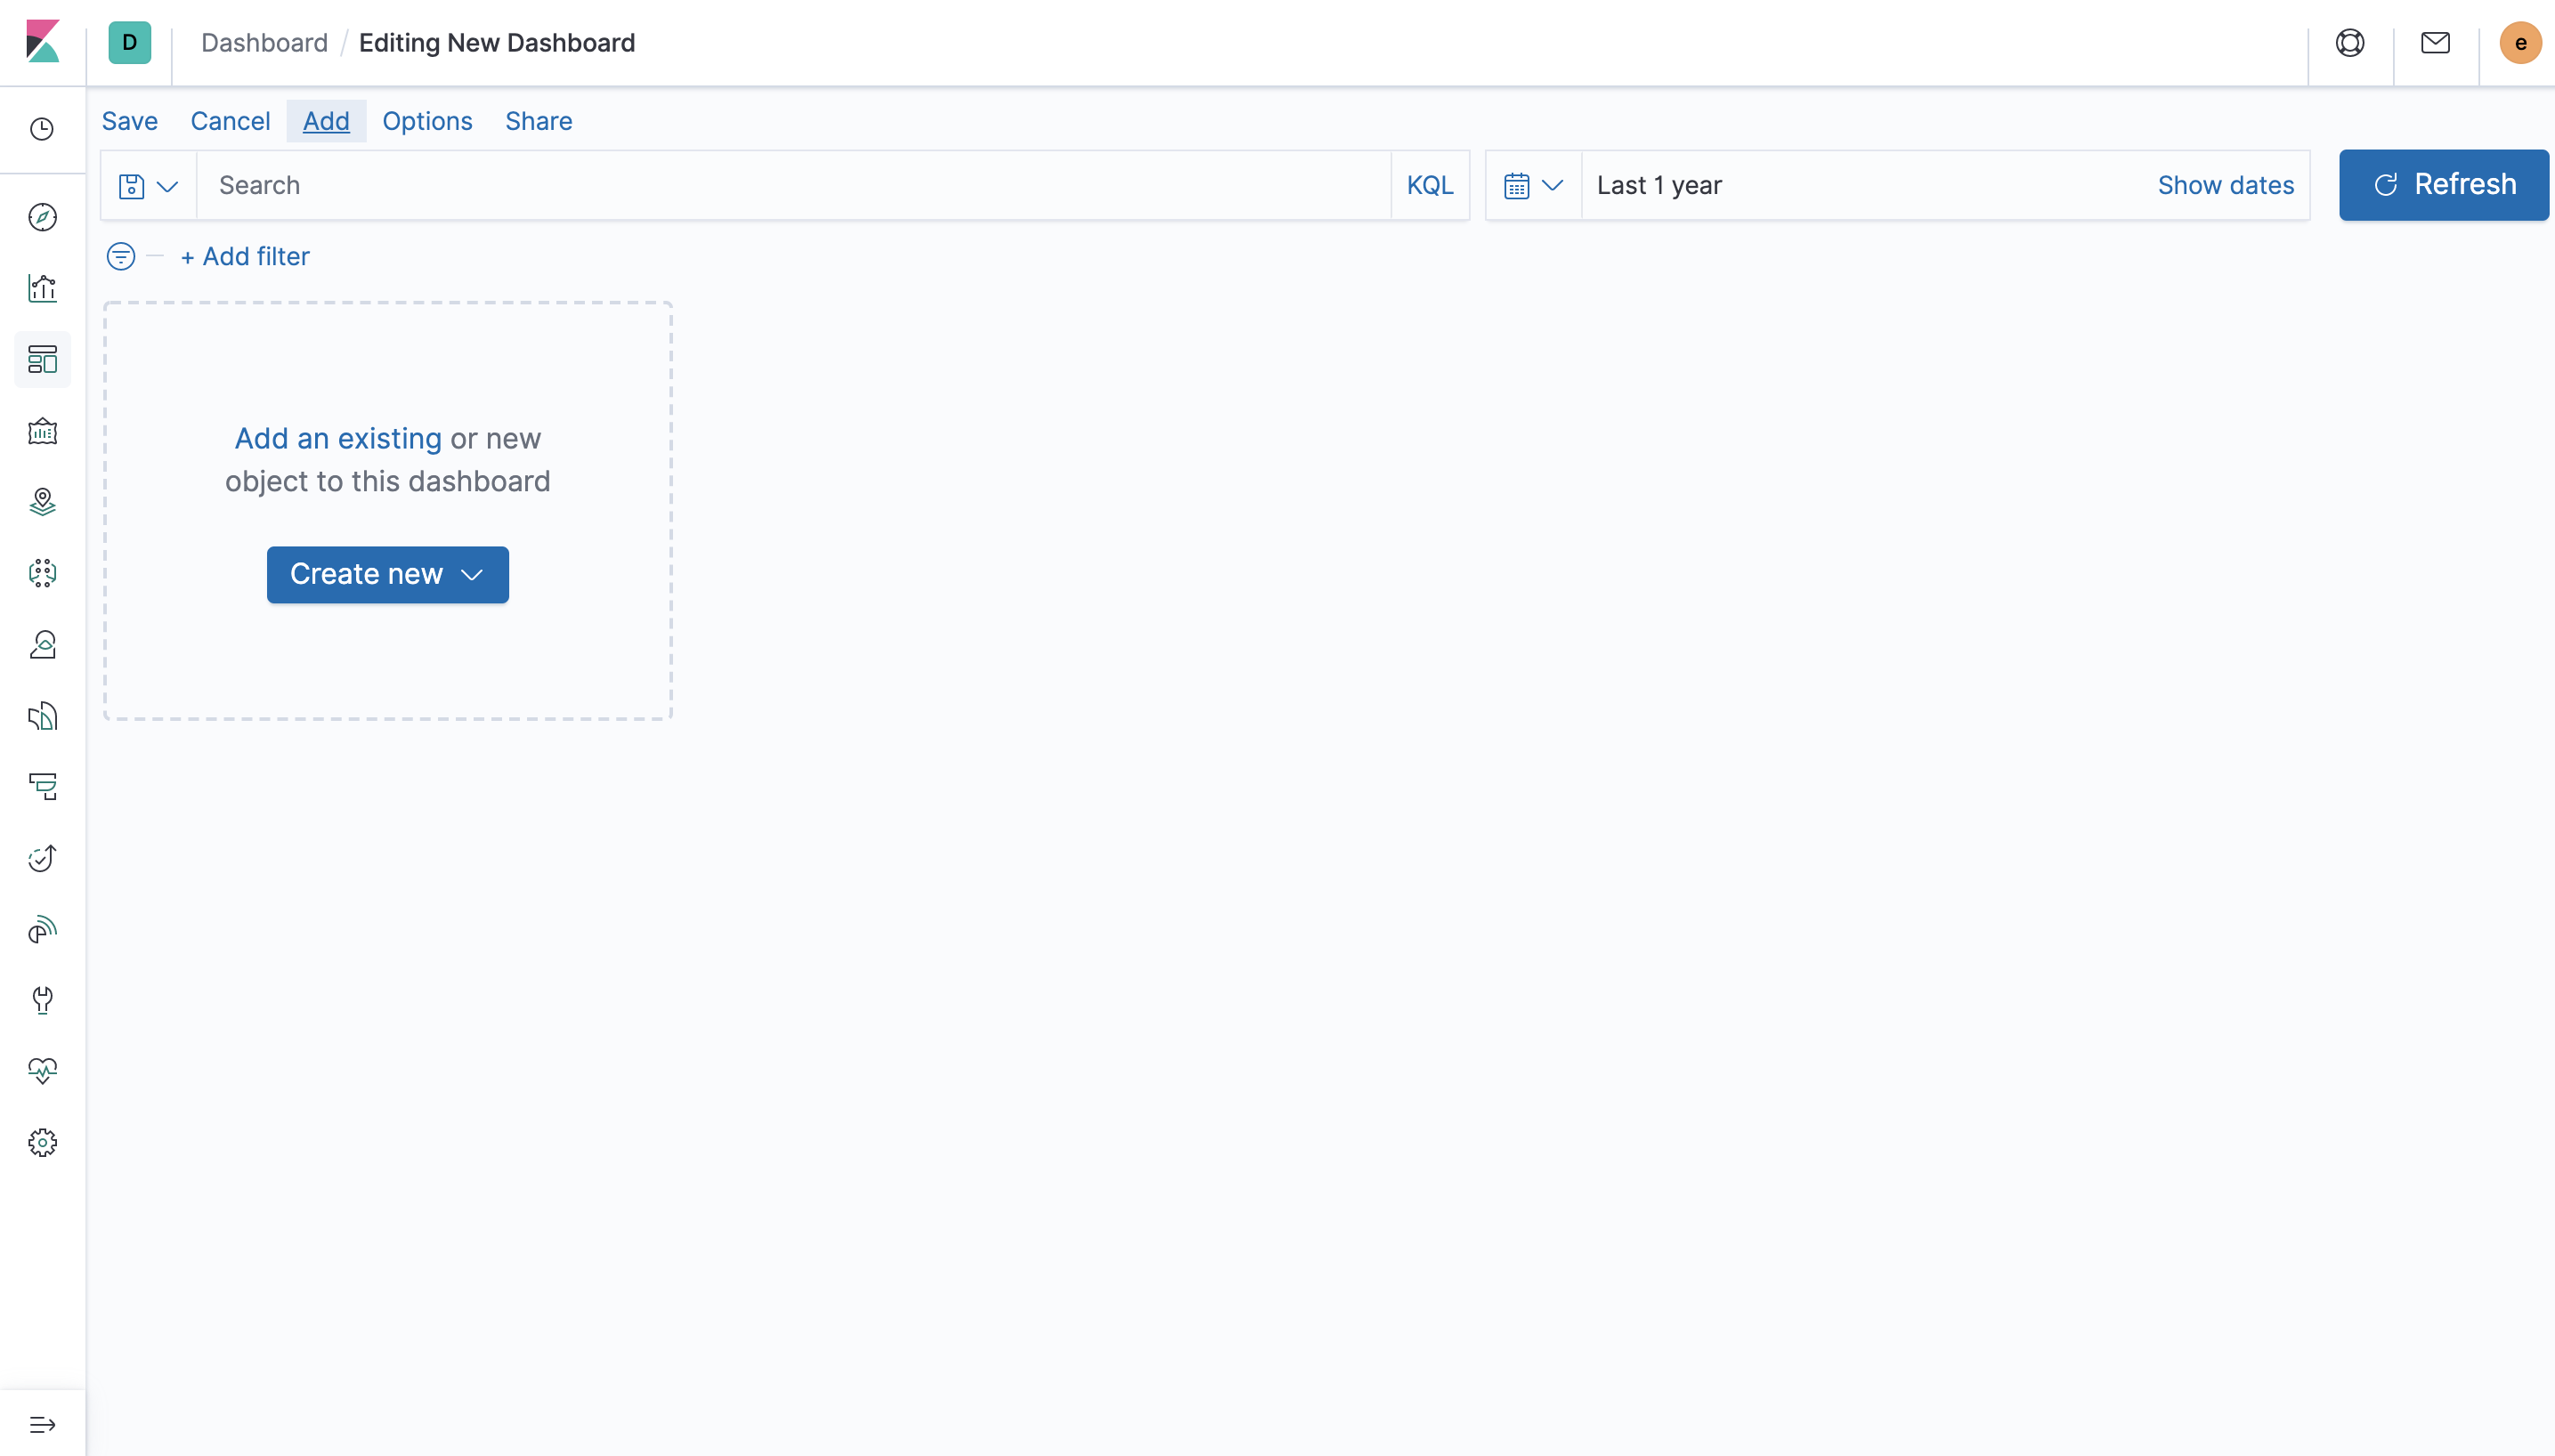 D Dashboard / Editing New Dashboard e
Save Cancel Add Options Share
Search KQL Last 1 year Show dates Refresh
+ Add filter
Add an existing or new
object to this dashboard
Create new